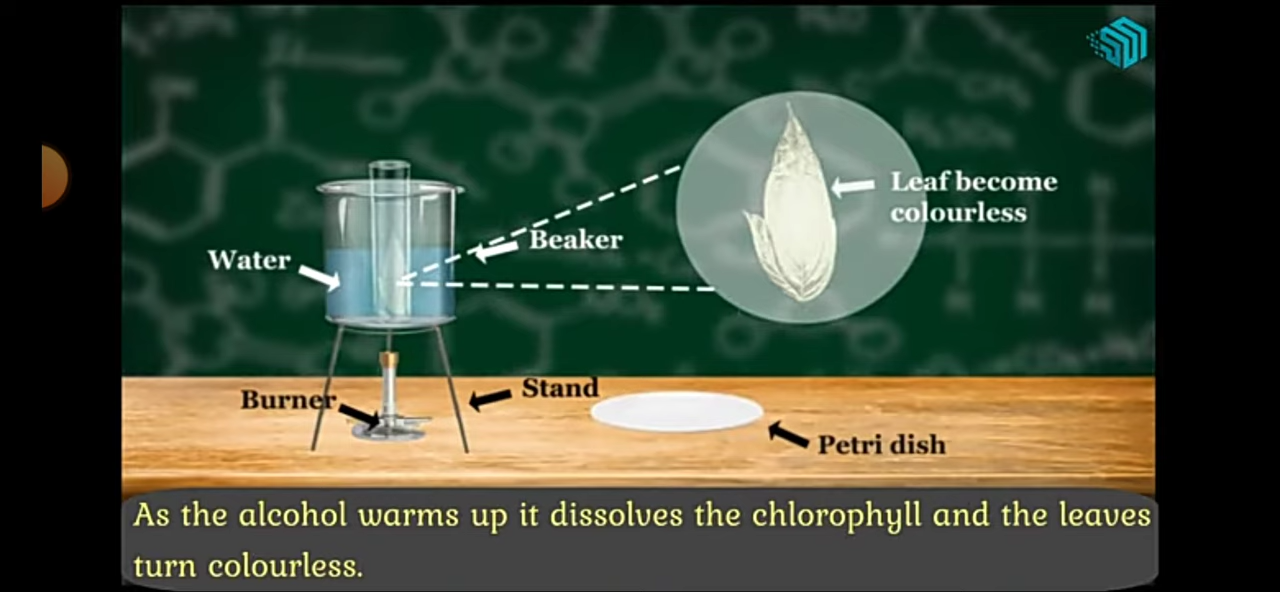 Leaf become
colourless
Beaker
Water
Stand
Burner
Petri dish
As the alcohol warms up it dissolves the chlorophyll and the leaves
turn colourless.